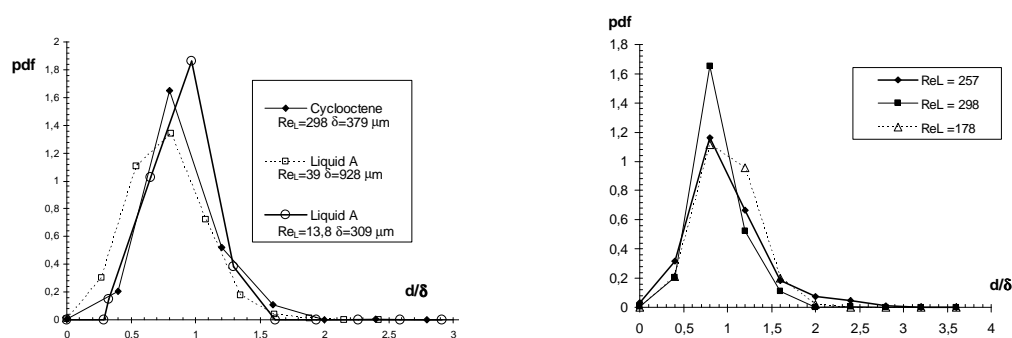 pdf
2
1,8
1,6
1,4
1,2
1
0,8
0,6
0,4
0,2
0
0
0.5
1
1.5
2
2.5
3
d/δ
Cyclooctene
ReL=298 δ=379 μm
Liquid A
ReL=39 δ=928 μm
Liquid A
ReL=13,8 δ=309 μm
pdf
1,8
1,6
1,4
1,2
1
0,8
0,6
0,4
0,2
0
0
0,5
1
1,5
2
2,5
3
3,5
4
d/δ
ReL = 257
ReL = 298
ReL =178